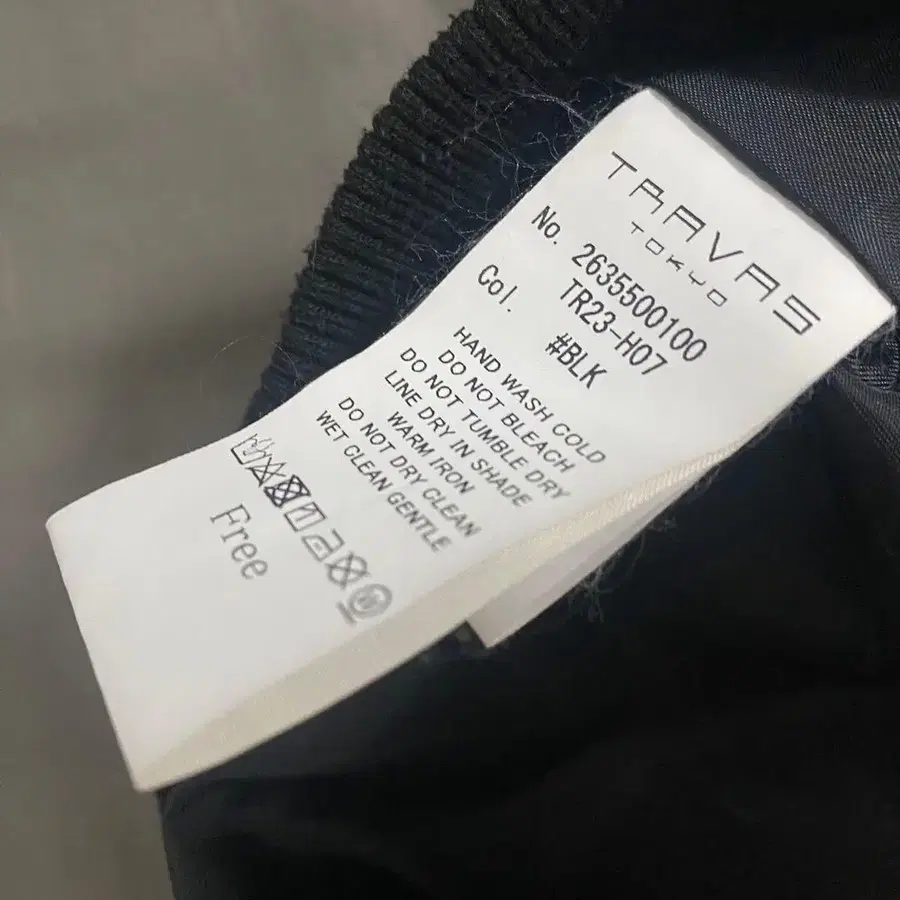 TRAVAS
TOKYO
No. 2635500100
TR23-H07
Col. #BLK
HAND WASH COLD
DO NOT BLEACH
DO NOT TUMBLE DRY
LINE DRY IN SHADE
WARM IRON
DO NOT DRY CLEAN
WET CLEAN GENTLE
Free